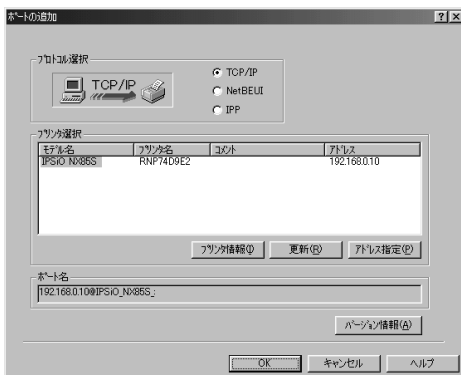 ポートの追加
プロトコル選択
TCP/IP
TCP/IP
NetBEUI
IPP
プリンタ選択
モデル名 プリンタ名 コメント アドレス
IPSiO NX85S RNP74D9E2 192.168.0.10
プリンタ情報(I) 更新(R) アドレス指定(P)
ポート名
192.168.0.10@IPSiO_NX85S_:
バージョン情報(A)
OK キャンセル ヘルプ